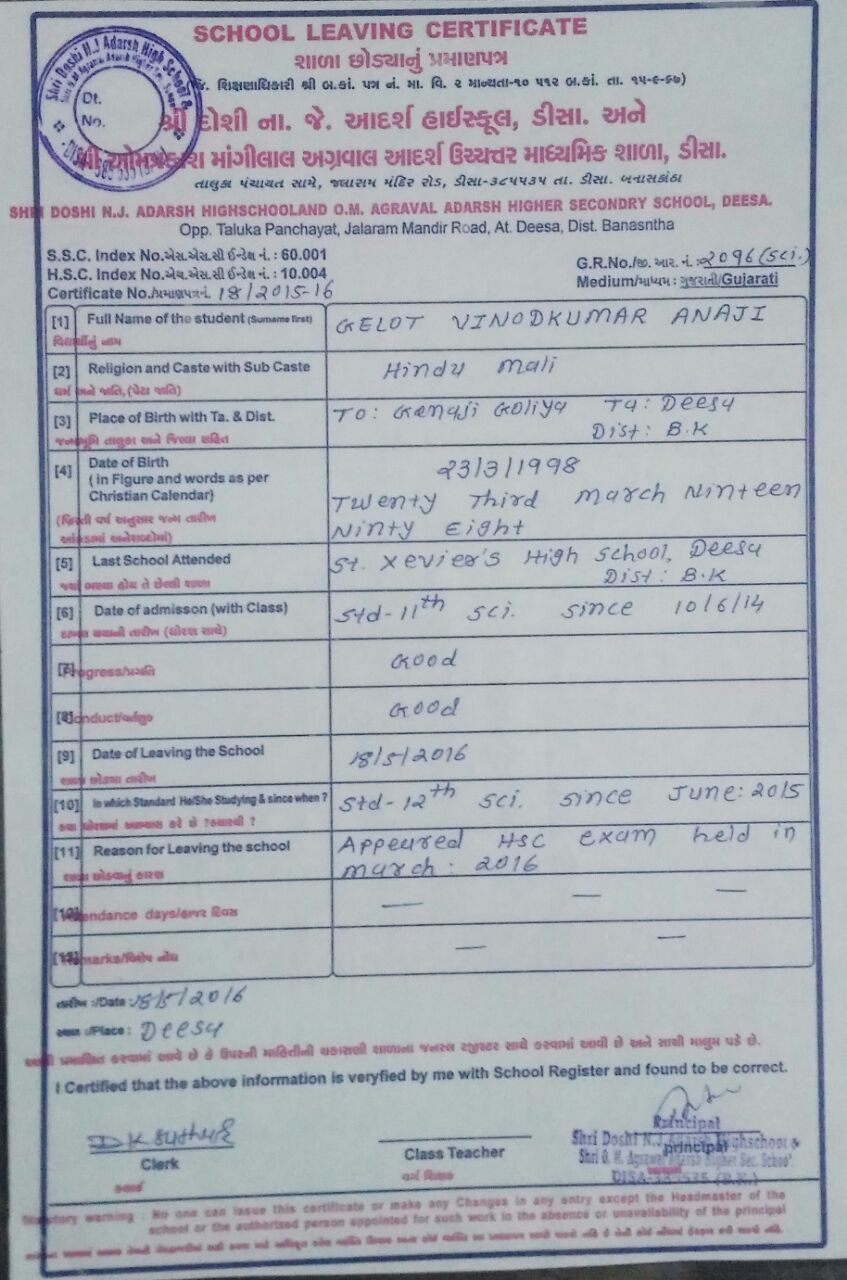 SCHOOL LEAVING CERTIFICATE
શાળા છોડ્યાનું પ્રમાણપત્ર
શિક્ષણાધિકારી શ્રી બ.કાં. પત્ર નં. મા. વિ. ૨ માન્યતા-૧૦ ૫૧૨ બ.કાં. તા. ૧૫-૯-૬૭)
Shri Doshi N.J Adarsh High School &
Dt.
No.
શ્રી દોશી ના. જે. આદર્શ હાઈસ્કૂલ, ડીસા. અને
શ્રી ઓમપ્રકાશ માંગીલાલ અગ્રવાલ આદર્શ ઉચ્ચત્તર માધ્યમિક શાળા, ડીસા.
તાલુકા પંચાયત સામે, જલારામ મંદિર રોડ, ડીસા-૩૮૫૫૩૫ તા. ડીસા. બનાસકાંઠા
SHRI DOSHI N.J. ADARSH HIGHSCHOOLAND O.M. AGRAVAL ADARSH HIGHER SECONDRY SCHOOL, DEESA.
Opp. Taluka Panchayat, Jalaram Mandir Road, At. Deesa, Dist. Banasntha
S.S.C. Index No.એસ.એસ.સી ઈન્ડેક્ષ નં. : 60.001
H.S.C. Index No.એચ.એસ.સી ઈન્ડેક્ષ નં. : 10.004
G.R.No./જી. આર. નં. : 2096(Sci.)
Certificate No./પ્રમાણપત્રનં. 18/2015-16
Medium/માધ્યમ : ગુજરાતી/Gujarati
[1] Full Name of the student (Surname first) GELOT VINODKUMAR ANAJI
વિદ્યાર્થીનું નામ
[2] Religion and Caste with Sub Caste Hindu Mali
ધર્મ અને જાતિ, (પેટા જાતિ)
[3] Place of Birth with Ta. & Dist. To: Genaji Goliya Ta: Deesa
જન્મભૂમિ તાલુકા અને જિલ્લા સહિત Dist: B.K
[4] Date of Birth 23/3/1998
( in Figure and words as per
Christian Calendar) Twenty Third March Ninteen
(ખ્રિસ્તી વર્ષ અનુસાર જન્મ તારીખ Ninty Eight
આંકડામાં અનેશબ્દોમાં)
[5] Last School Attended St. Xevier's High School, Deesa
જ્યાં ભણ્યા હોય તે છેલ્લી શાળા Dist: B.K
[6] Date of admisson (with Class) Std-11th Sci. Since 10/6/14
દાખલ થયાની તારીખ (ધોરણ સાથે)
[7] Progress/પ્રગતિ Good
[8] Conduct/વર્તણૂક Good
[9] Date of Leaving the School 18/5/2016
શાળા છોડ્યા તારીખ
[10] In which Standard He/She Studying & since when ? Std-12th Sci. Since June: 2015
કયા ધોરણમાં અભ્યાસ કરે છે ?ક્યારથી ?
[11] Reason for Leaving the school Appeared HSC exam held in
શાળા છોડવાનું કારણ March. 2016
[12] Attendance days/હાજર દિવસ — — —
[13] Remarks/વિશેષ નોંધ — —
તારીખ :/Date : 18/5/2016
સ્થળ :/Place : Deesa
આથી પ્રમાણિત કરવામાં આવે છે કે ઉપરની માહિતીની ચકાસણી શાળાના જનરલ રજીસ્ટર સાથે કરવામાં આવી છે અને સાચી માલુમ પડે છે.
I Certified that the above information is veryfied by me with School Register and found to be correct.
Clerk
Class Teacher
વર્ગ શિક્ષક
Principal
Shri Doshi N.J. Adarsh Highschool &
principal
Shri O. M. Agrawal Adarsh Higher Sec. School
DISA-385535 (B.K.)
Statutory warning : No one can issue this certificate or make any Changes in any entry except the Headmaster of the
school or the authorised person appointed for such work in the absence or unavailability of the principal